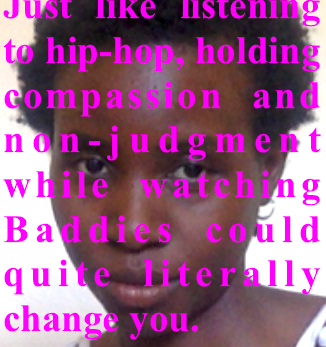 Just like listening
to hip-hop, holding
compassion and
non-judgment
while watching
Baddies could
quite literally
change you.